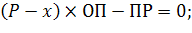 (P − x) × ОП − ПР = 0;